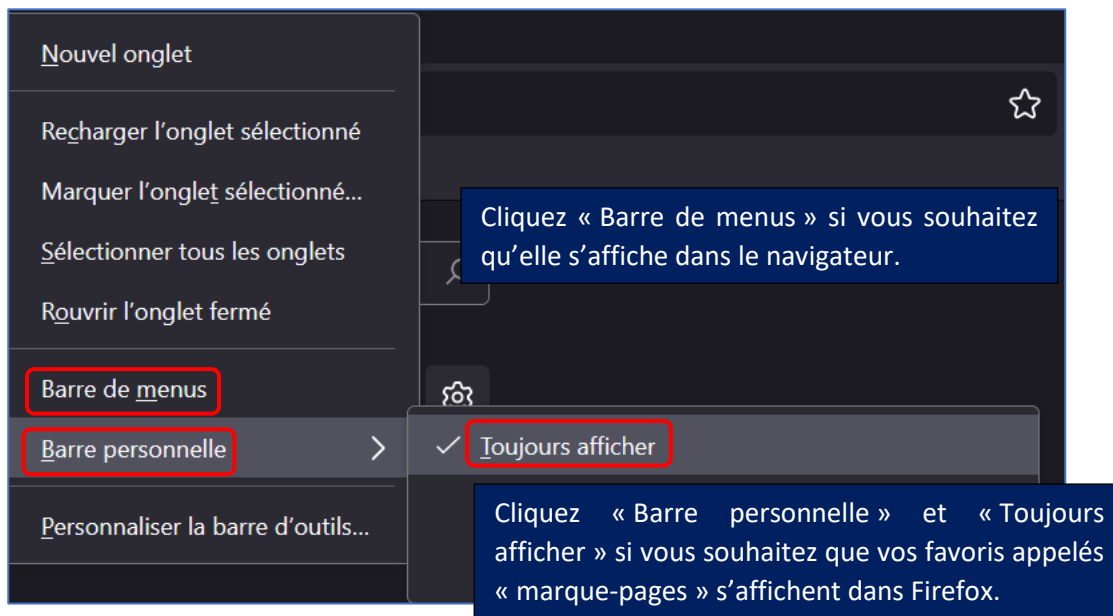 Nouvel onglet
Recharger l’onglet sélectionné
Marquer l’onglet sélectionné...
Sélectionner tous les onglets
Rouvrir l’onglet fermé
Barre de menus
Barre personnelle
Toujours afficher
Personnaliser la barre d’outils...
Cliquez « Barre de menus » si vous souhaitez
qu’elle s’affiche dans le navigateur.
Cliquez « Barre personnelle » et « Toujours
afficher » si vous souhaitez que vos favoris appelés
« marque-pages » s’affichent dans Firefox.